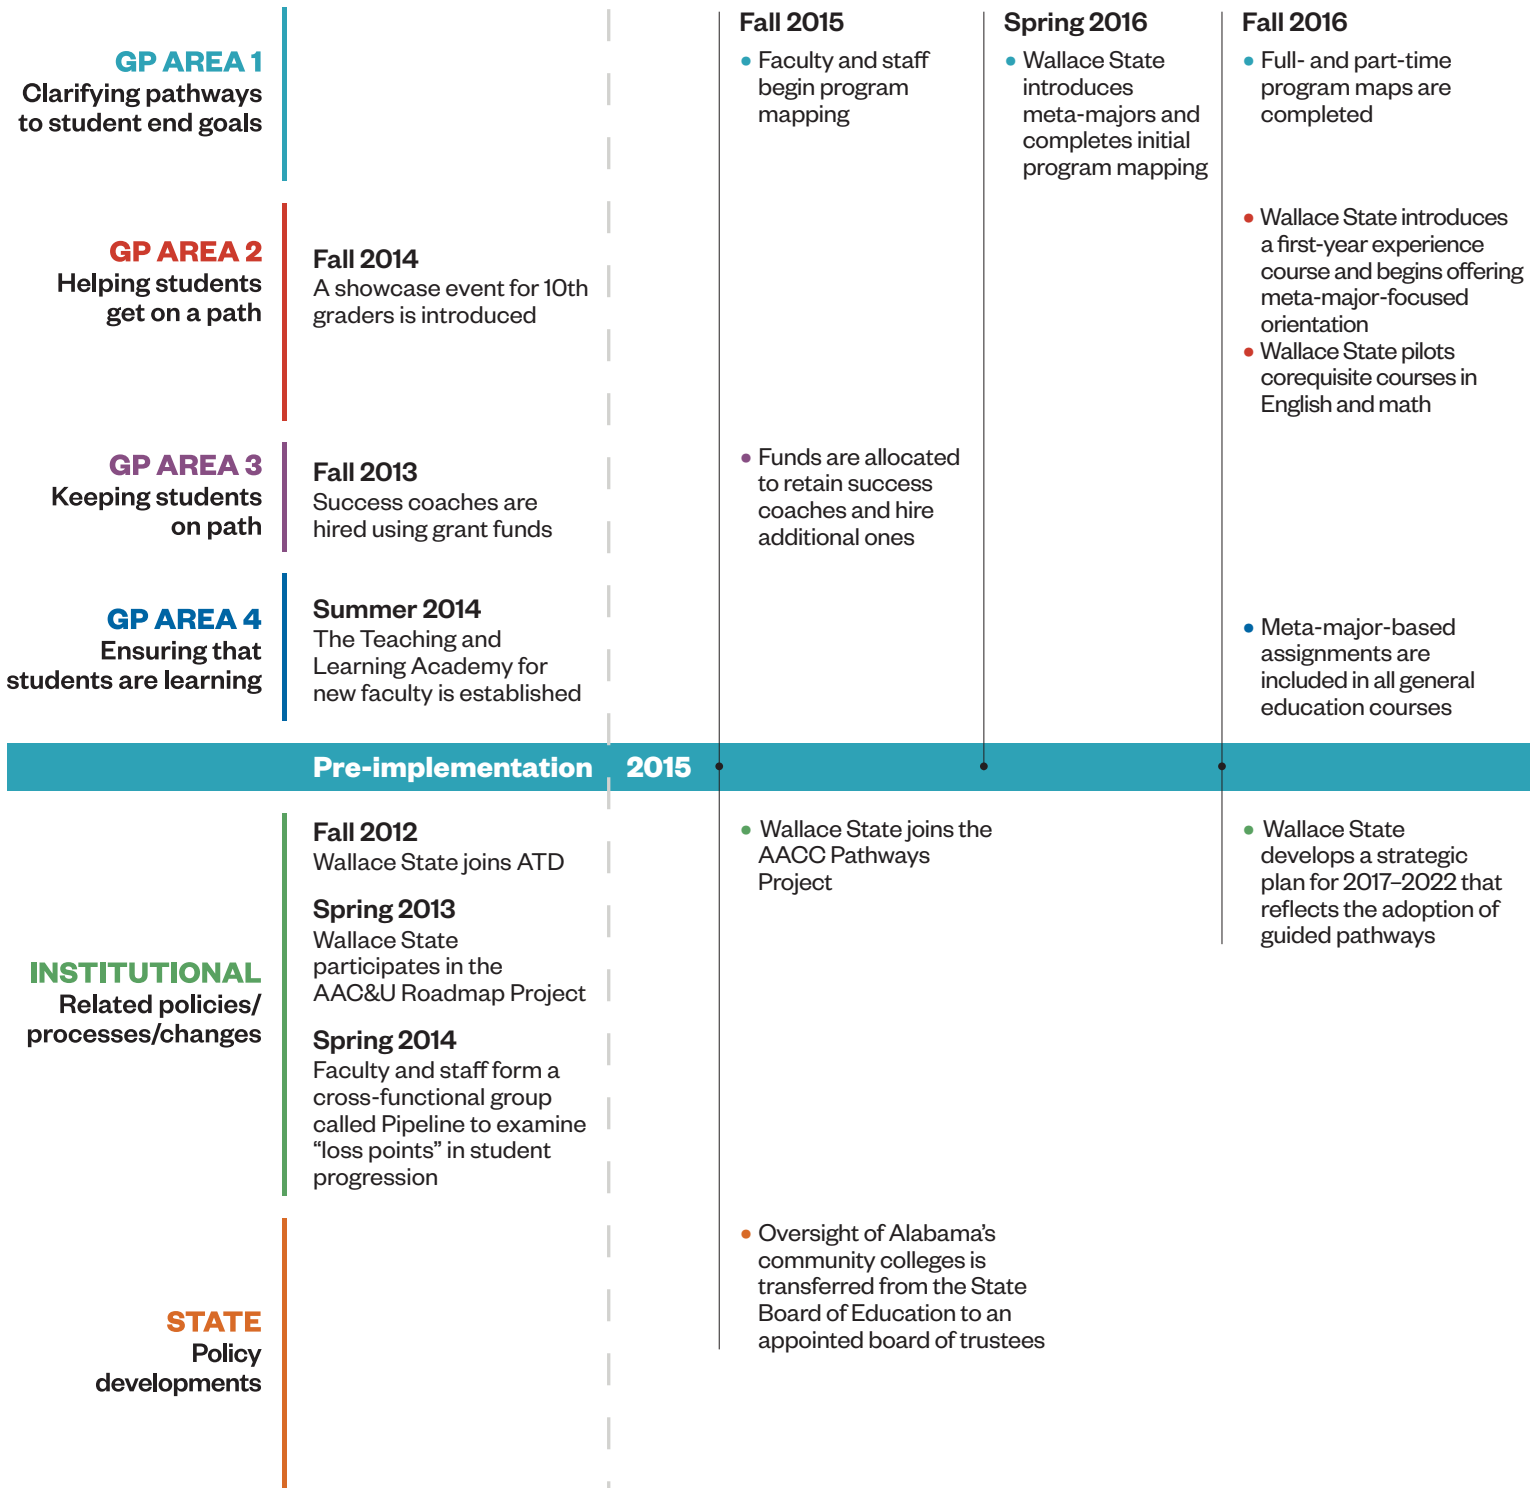 Fall 2015
Spring 2016
Fall 2016
GP AREA 1
Clarifying pathways
to student end goals
• Faculty and staff
begin program
mapping
• Wallace State
introduces
meta-majors and
completes initial
program mapping
• Full- and part-time
program maps are
completed
GP AREA 2
Helping students
get on a path
Fall 2014
A showcase event for 10th
graders is introduced
• Wallace State introduces
a first-year experience
course and begins offering
meta-major-focused
orientation
• Wallace State pilots
corequisite courses in
English and math
GP AREA 3
Keeping students
on path
Fall 2013
Success coaches are
hired using grant funds
• Funds are allocated
to retain success
coaches and hire
additional ones
GP AREA 4
Ensuring that
students are learning
Summer 2014
The Teaching and
Learning Academy for
new faculty is established
• Meta-major-based
assignments are
included in all general
education courses
Pre-implementation
2015
INSTITUTIONAL
Related policies/
processes/changes
Fall 2012
Wallace State joins ATD
Spring 2013
Wallace State
participates in the
AAC&U Roadmap Project
Spring 2014
Faculty and staff form a
cross-functional group
called Pipeline to examine
“loss points” in student
progression
• Wallace State joins the
AACC Pathways
Project
• Wallace State
develops a strategic
plan for 2017–2022 that
reflects the adoption of
guided pathways
STATE
Policy
developments
• Oversight of Alabama’s
community colleges is
transferred from the State
Board of Education to an
appointed board of trustees